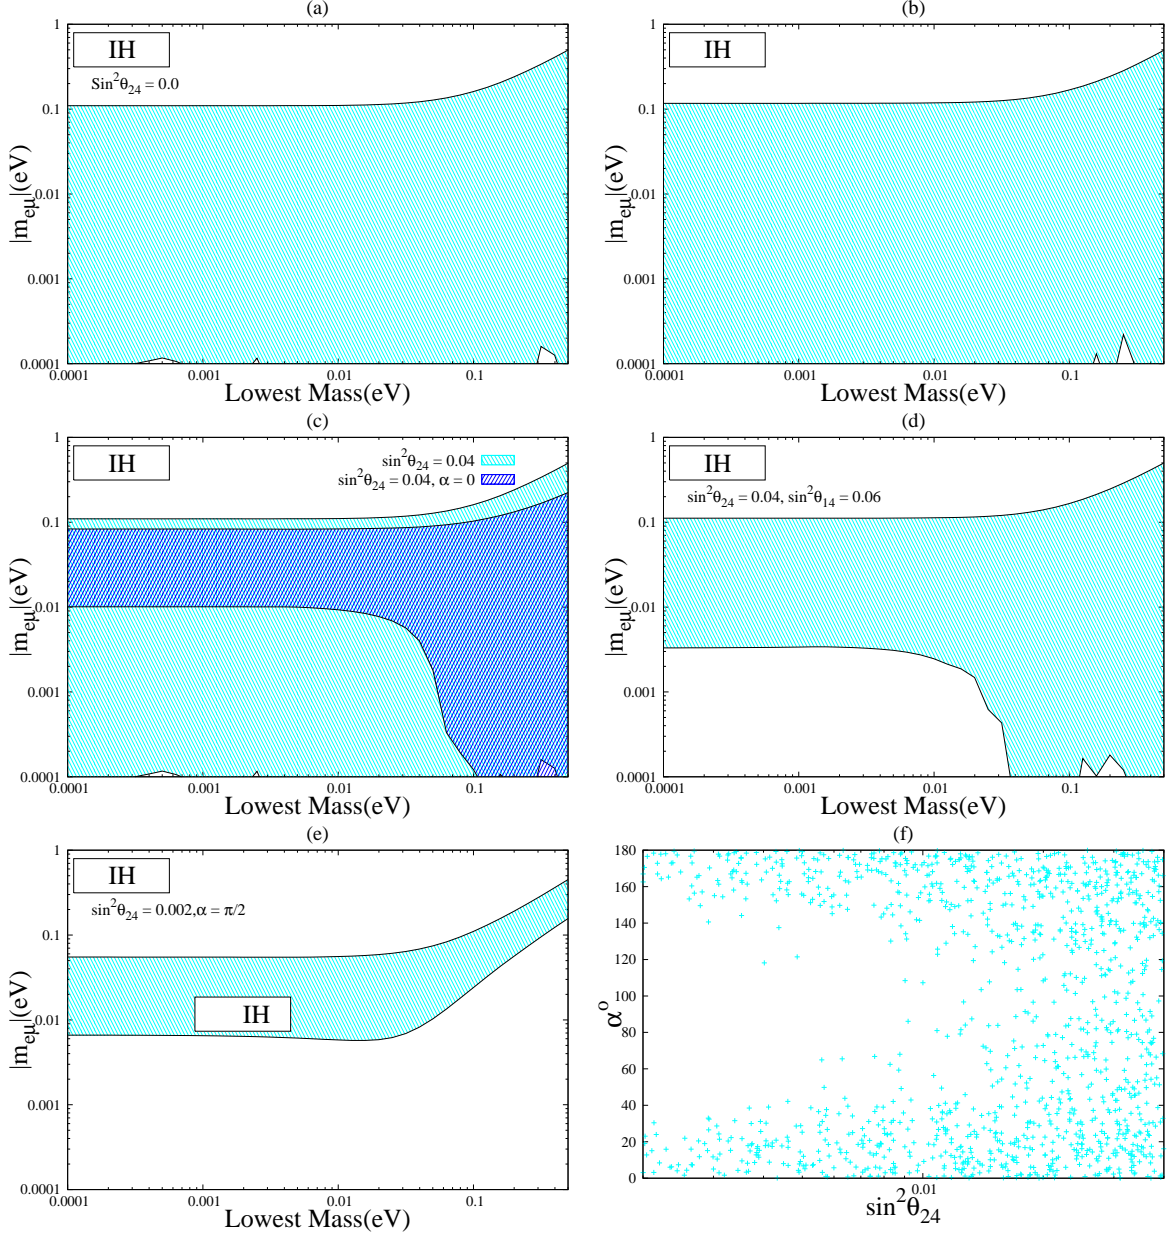 (a)
IH
Sin²θ₂₄ = 0.0
1
0.1
0.01
0.001
0.0001
|m_eμ|(eV)
0.0001 0.001 0.01 0.1
Lowest Mass(eV)
(b)
IH
1
0.1
0.01
0.001
0.0001
|m_eμ|(eV)
0.0001 0.001 0.01 0.1
Lowest Mass(eV)
(c)
IH
sin²θ₂₄ = 0.04
sin²θ₂₄ = 0.04, α = 0
1
0.1
0.01
0.001
0.0001
|m_eμ|(eV)
0.0001 0.001 0.01 0.1
Lowest Mass(eV)
(d)
IH
sin²θ₂₄ = 0.04, sin²θ₁₄ = 0.06
1
0.1
0.01
0.001
0.0001
|m_eμ|(eV)
0.0001 0.001 0.01 0.1
Lowest Mass(eV)
(e)
IH
sin²θ₂₄ = 0.002,α = π/2
IH
1
0.1
0.01
0.001
0.0001
|m_eμ|(eV)
0.0001 0.001 0.01 0.1
Lowest Mass(eV)
(f)
180
160
140
120
100
80
60
40
20
0
α°
0.01
sin²θ₂₄